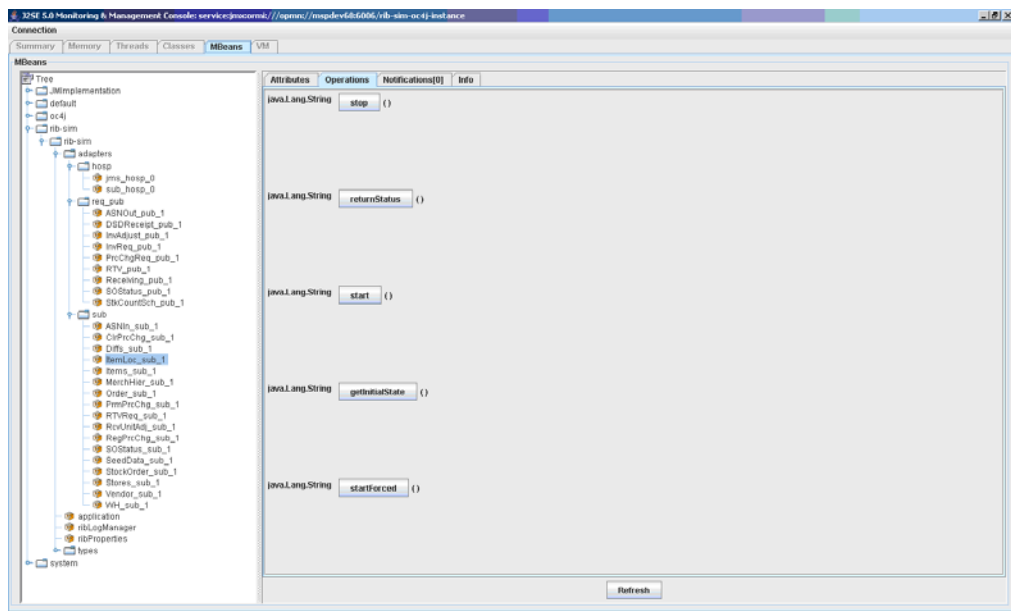 J2SE 5.0 Monitoring & Management Console: service:jmx:rmi:///opmn://mspdev68:6006/rib-sim-oc4j-instance
Connection
Summary Memory Threads Classes MBeans VM
MBeans
Tree
JMImplementation
default
oc4j
rib-sim
rib-sim
adapters
hosp
jms_hosp_0
sub_hosp_0
req_pub
ASNOut_pub_1
DSDReceipt_pub_1
InvAdjust_pub_1
InvReq_pub_1
PrcChgReq_pub_1
RTV_pub_1
Receiving_pub_1
SOStatus_pub_1
StkCountSch_pub_1
sub
ASNIn_sub_1
ClrPrcChg_sub_1
Diffs_sub_1
ItemLoc_sub_1
Items_sub_1
MerchHier_sub_1
Order_sub_1
PrmPrcChg_sub_1
RTVReq_sub_1
RcvUnitAdj_sub_1
RegPrcChg_sub_1
SOStatus_sub_1
SeedData_sub_1
StockOrder_sub_1
Stores_sub_1
Vendor_sub_1
WH_sub_1
application
ribLogManager
ribProperties
types
system
Attributes Operations Notifications[0] Info
java.lang.String stop ()
java.lang.String returnStatus ()
java.lang.String start ()
java.lang.String getInitialState ()
java.lang.String startForced ()
Refresh